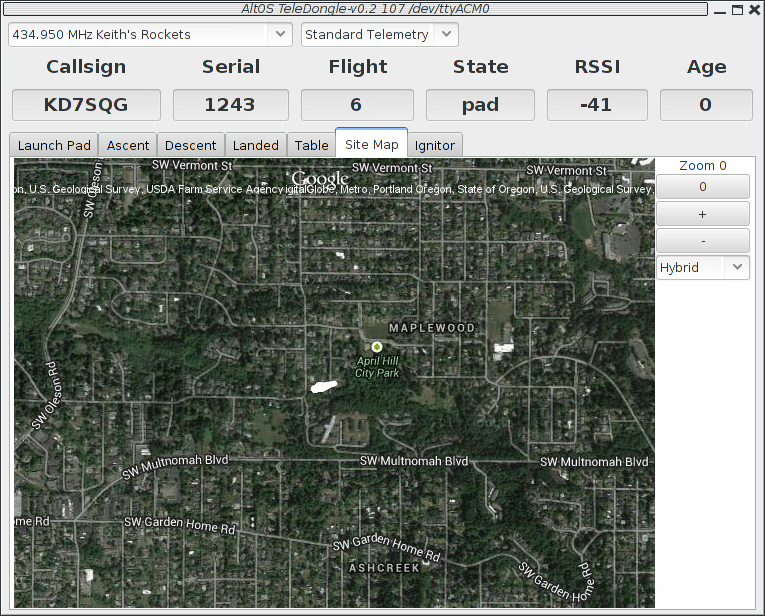 AltOS TeleDongle-v0.2 107 /dev/ttyACM0
434.950 MHz Keith's Rockets
Standard Telemetry
Callsign Serial Flight State RSSI Age
KD7SQG 1243 6 pad -41 0
Launch Pad Ascent Descent Landed Table Site Map Ignitor
Zoom 0
0
+
-
Hybrid
SW Vermont St
SW Vermont St
SW Vermont St
Google
on, U.S. Geological Survey, USDA Farm Service Agency
igitalGlobe, Metro, Portland Oregon, State of Oregon, U.S. Geological Survey,
SW Oleson
MAPLEWOOD
April Hill
City Park
SW Oleson Rd
SW Multnomah Blvd
SW Multnomah Blvd
SW Multnomah Blvd
me Rd
SW Garden Home Rd
SW Garden Home Rd
ASHCREEK
SW Garden Home Rd